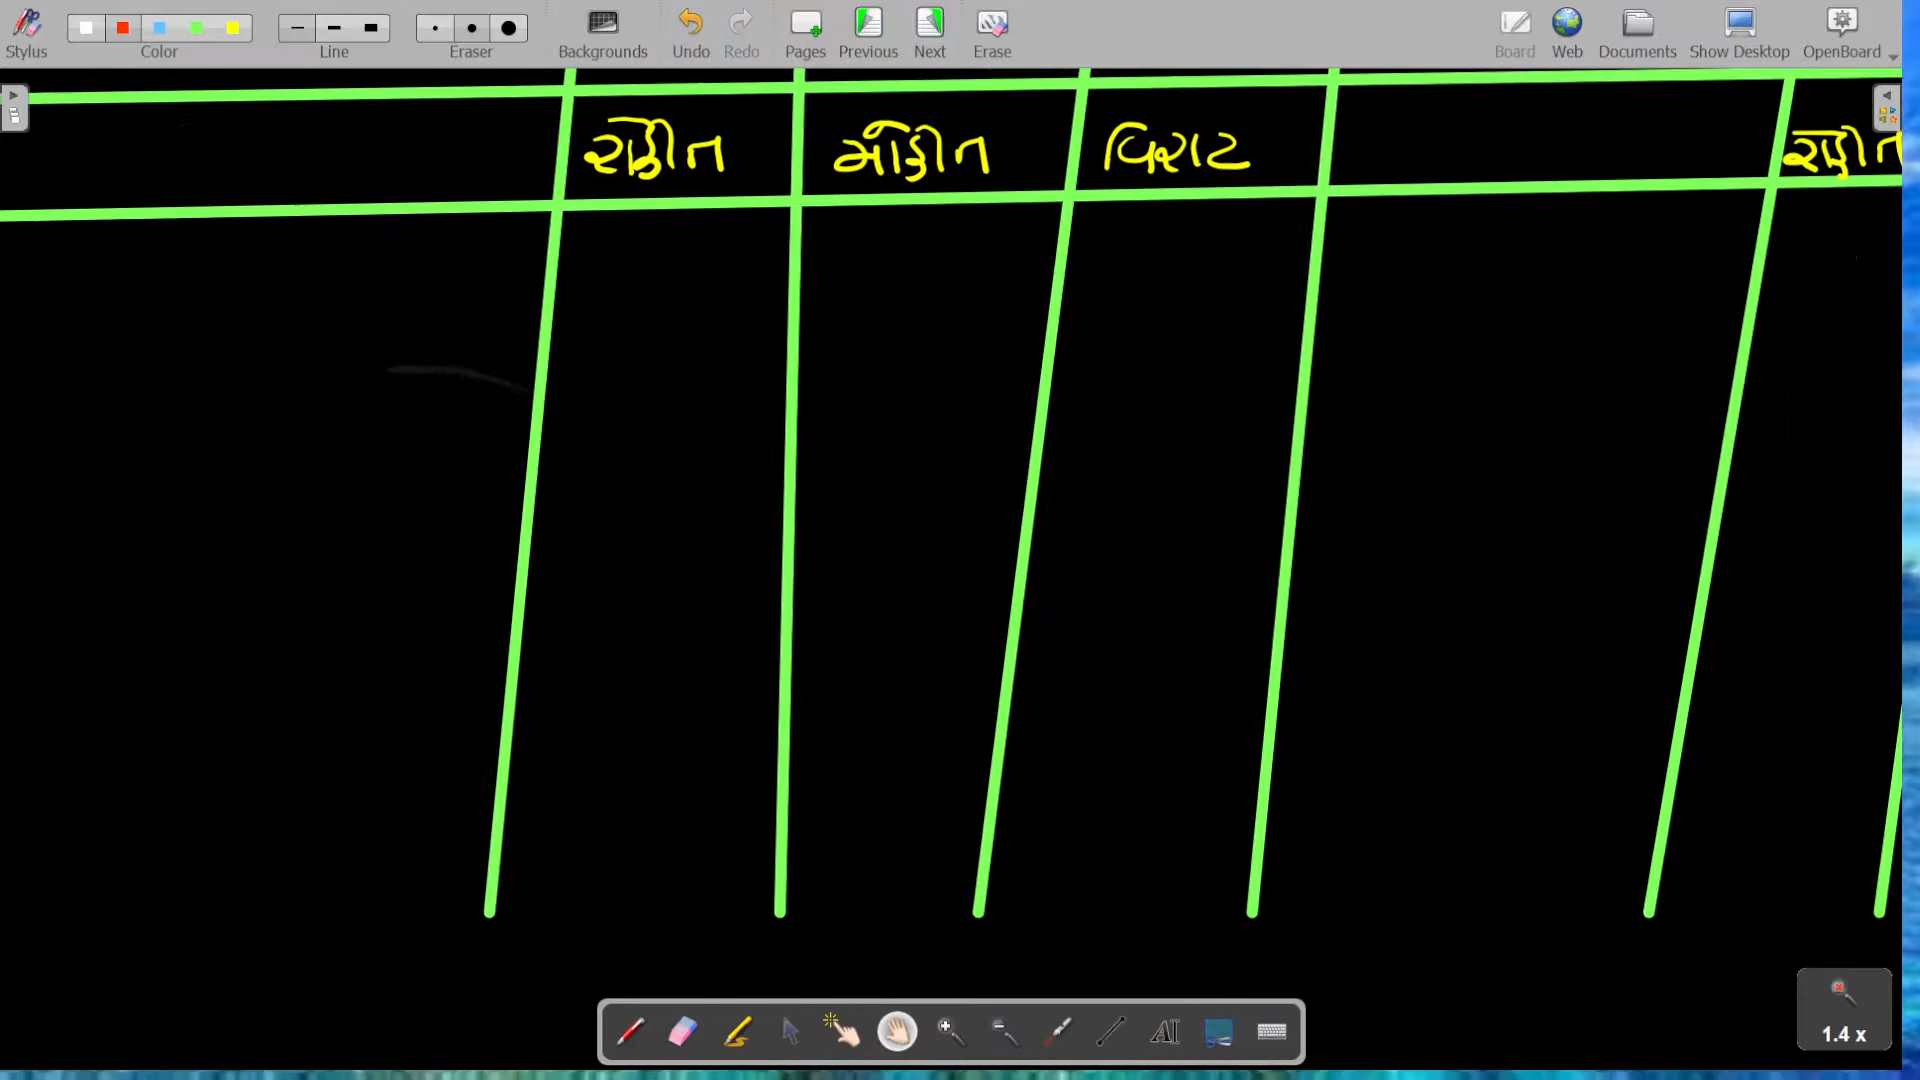 Stylus Color Line Eraser Backgrounds Undo Redo Pages Previous Next Erase Board Web Documents Show Desktop OpenBoard
રોહીત મોહીત વિરાટ રોહીત
1.4 x